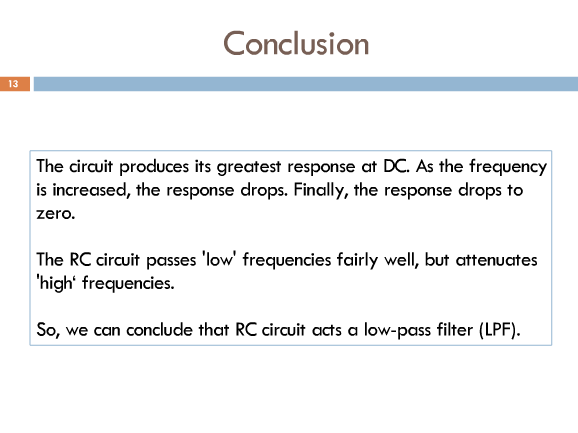 Conclusion
13
The circuit produces its greatest response at DC. As the frequency
is increased, the response drops. Finally, the response drops to
zero.
The RC circuit passes 'low' frequencies fairly well, but attenuates
'high‘ frequencies.
So, we can conclude that RC circuit acts a low-pass filter (LPF).